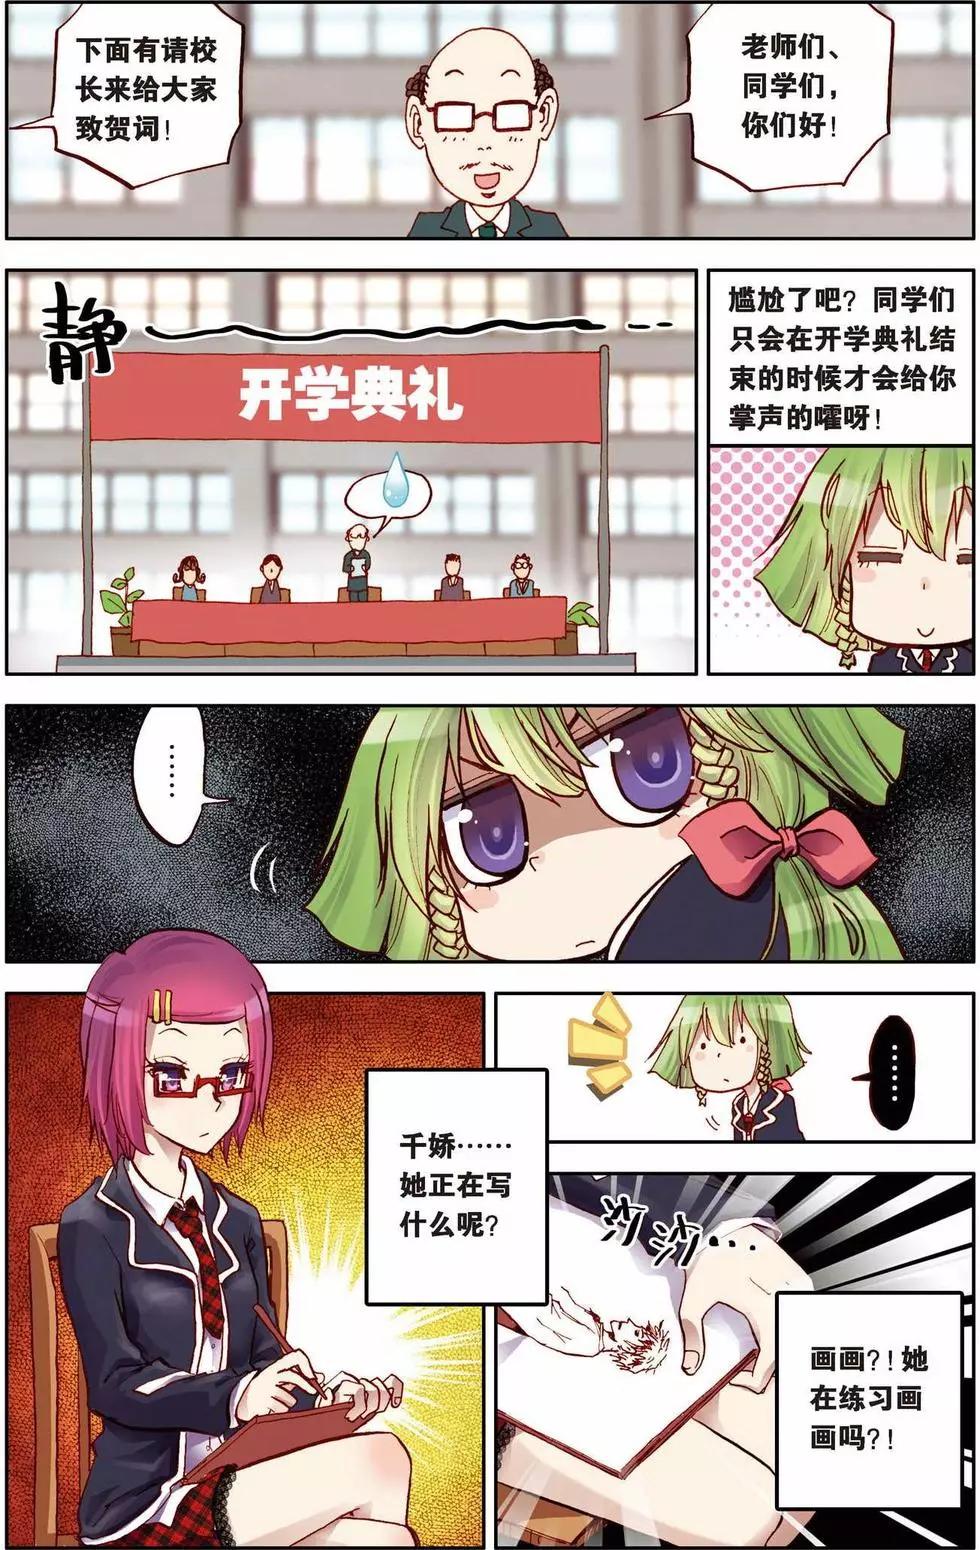 下面有请校
长来给大家
致贺词！
老师们、
同学们，
你们好！
静
开学典礼
尴尬了吧？同学们
只会在开学典礼结
束的时候才会给你
掌声的嚯呀！
……
……
千娇……
她正在写
什么呢？
沙沙…
画画？！她
在练习画
画吗？！